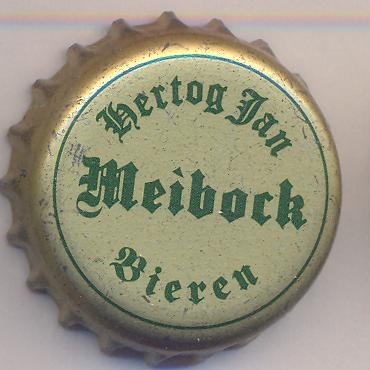 Hertog Jan
Meibock
Bieren